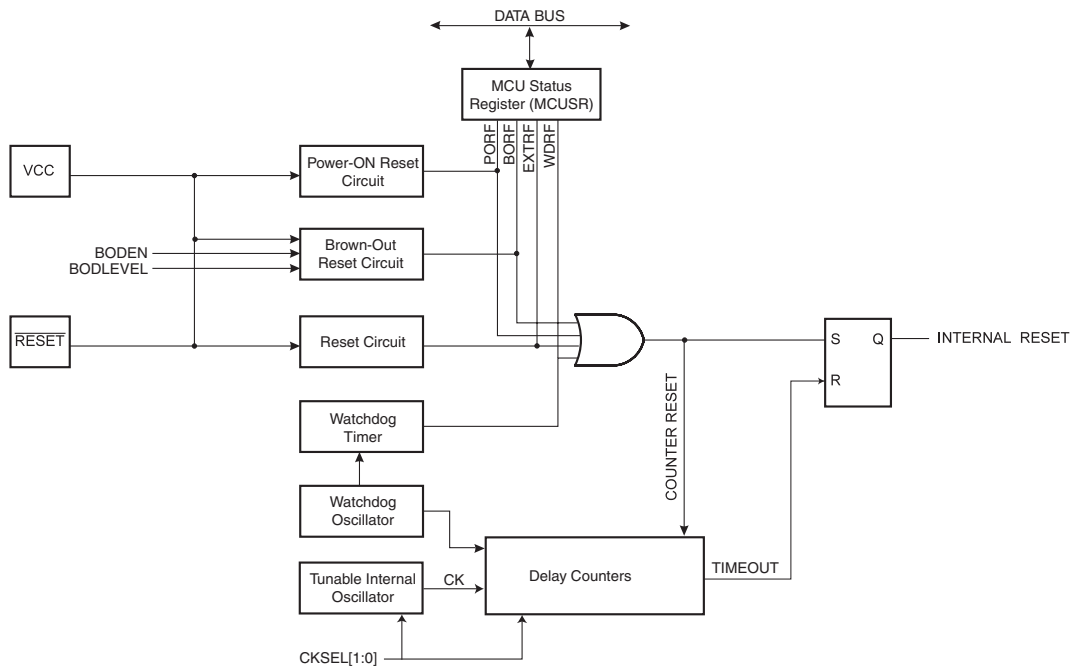 DATA BUS
MCU Status
Register (MCUSR)
PORF
BORF
EXTRF
WDRF
VCC
Power-ON Reset
Circuit
BODEN
BODLEVEL
Brown-Out
Reset Circuit
RESET
Reset Circuit
S
Q
R
INTERNAL RESET
Watchdog
Timer
COUNTER RESET
Watchdog
Oscillator
Delay Counters
TIMEOUT
Tunable Internal
Oscillator
CK
CKSEL[1:0]